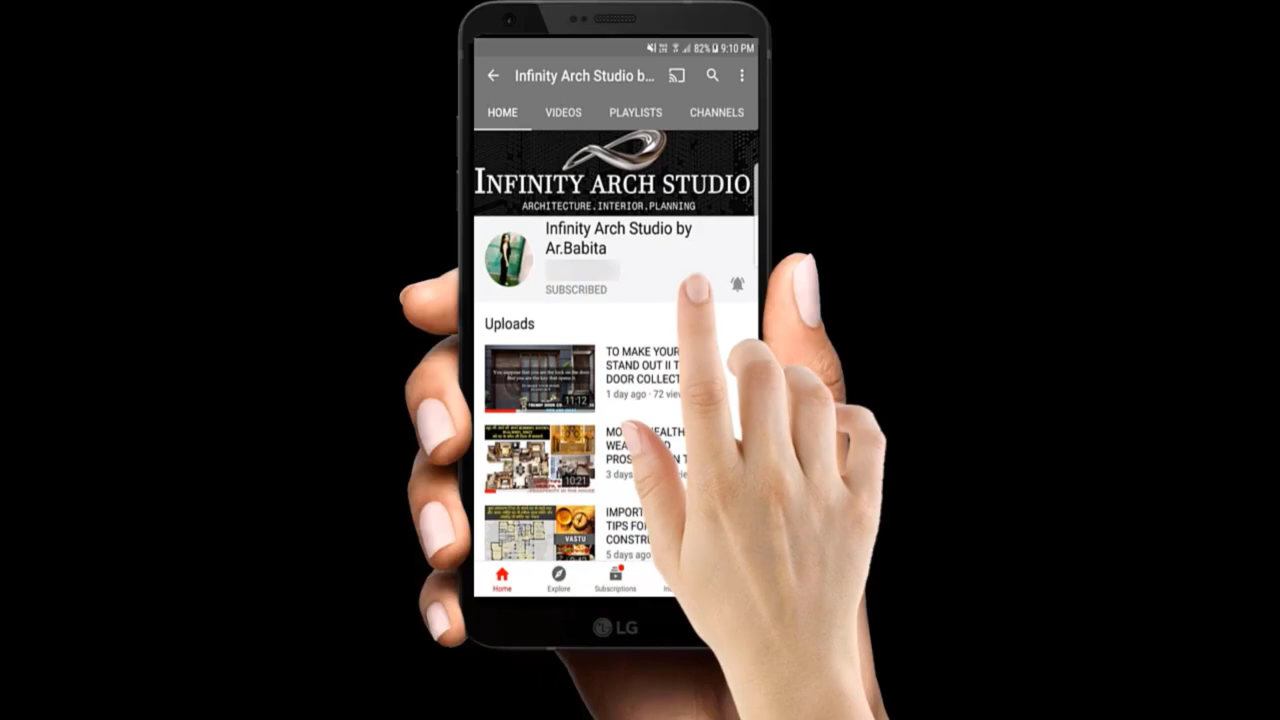 82% 9:10 PM
Infinity Arch Studio b...
HOME VIDEOS PLAYLISTS CHANNELS
INFINITY ARCH STUDIO
ARCHITECTURE.INTERIOR.PLANNING
Infinity Arch Studio by
Ar.Babita
SUBSCRIBED
Uploads
TO MAKE YOUR
STAND OUT II T
DOOR COLLECT
1 day ago · 72 vie
11:12
MO HEALTH
WEA D
PROS N T
3 days
10:21
IMPORT
TIPS FO
CONSTRU
5 days ago
VASTU
Home Explore Subscriptions
LG